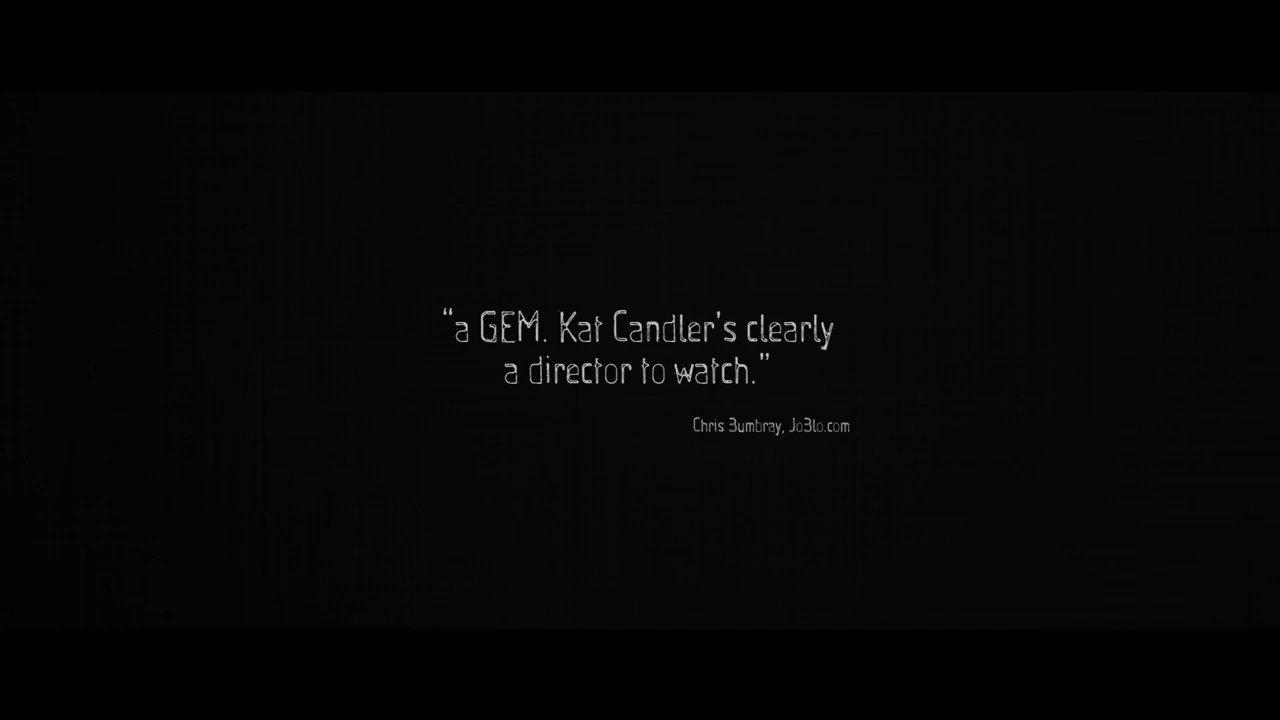 “a GEM. Kat Candler's clearly
a director to watch.”
Chris Bumbray, JoBlo.com